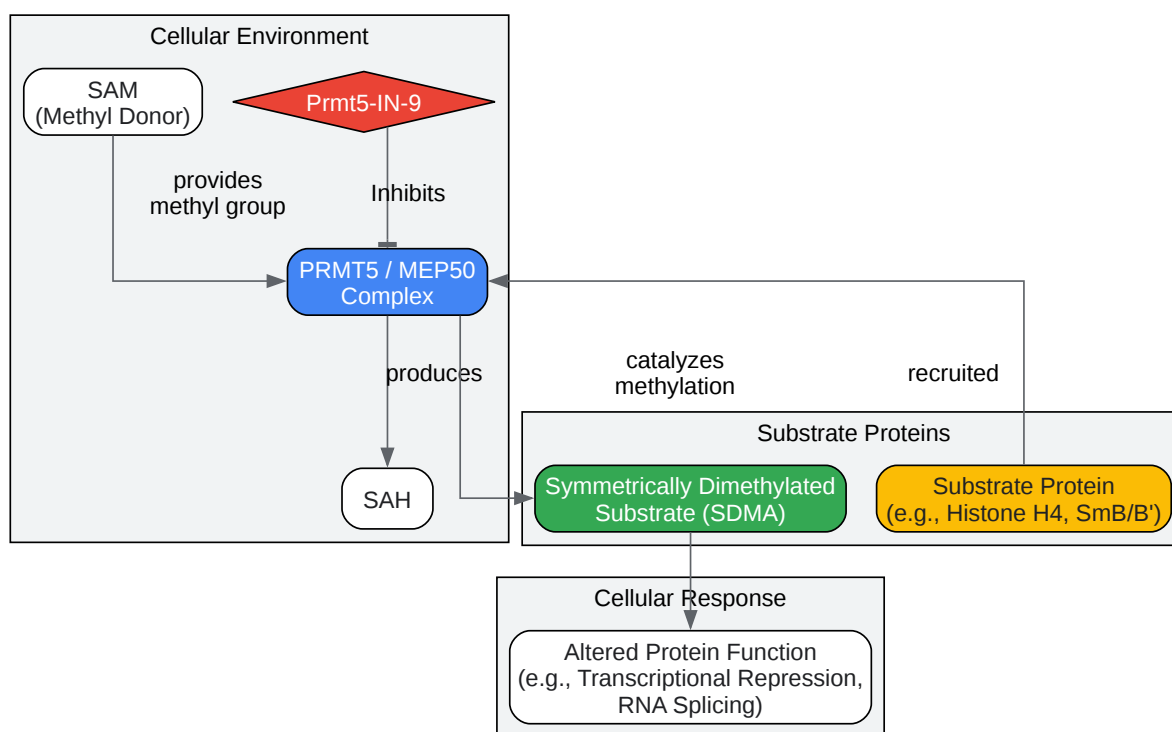 Cellular Environment
SAM
(Methyl Donor)
Prmt5-IN-9
provides
methyl group
Inhibits
PRMT5 / MEP50
Complex
produces
catalyzes
methylation
recruited
Substrate Proteins
SAH
Symmetrically Dimethylated
Substrate (SDMA)
Substrate Protein
(e.g., Histone H4, SmB/B')
Cellular Response
Altered Protein Function
(e.g., Transcriptional Repression,
RNA Splicing)